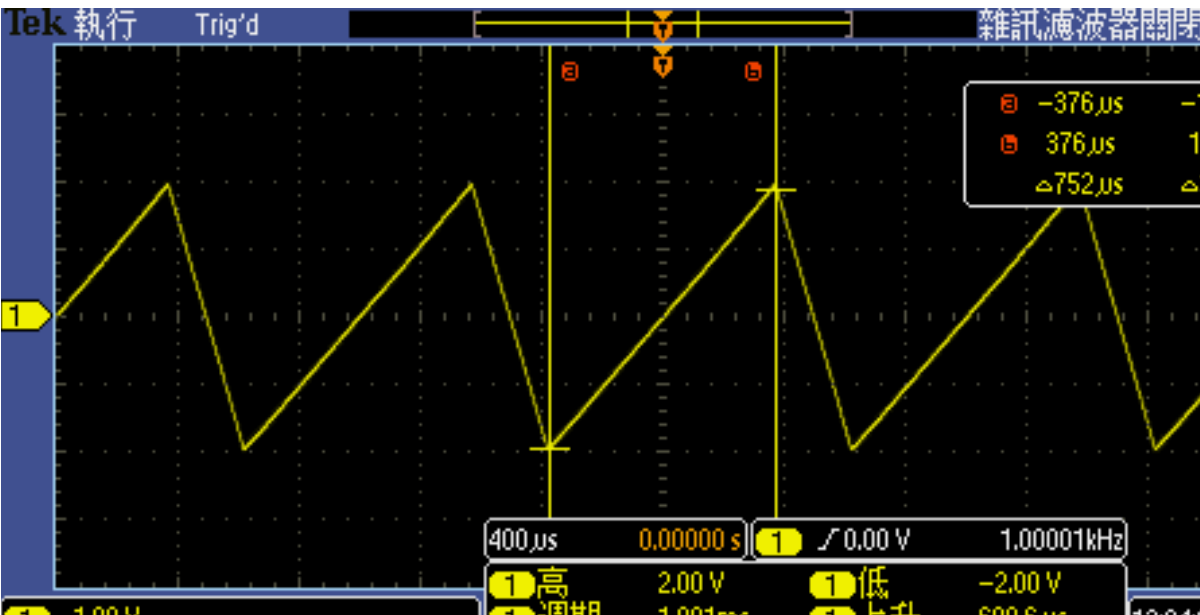 Tek 執行 Trig'd 雜訊濾波器關閉
T
T
a b
a −376µs
b 376µs
△752µs
1
400µs 0.00000 s
1 0.00 V 1.00001kHz
1 高 2.00 V 1 低 −2.00 V